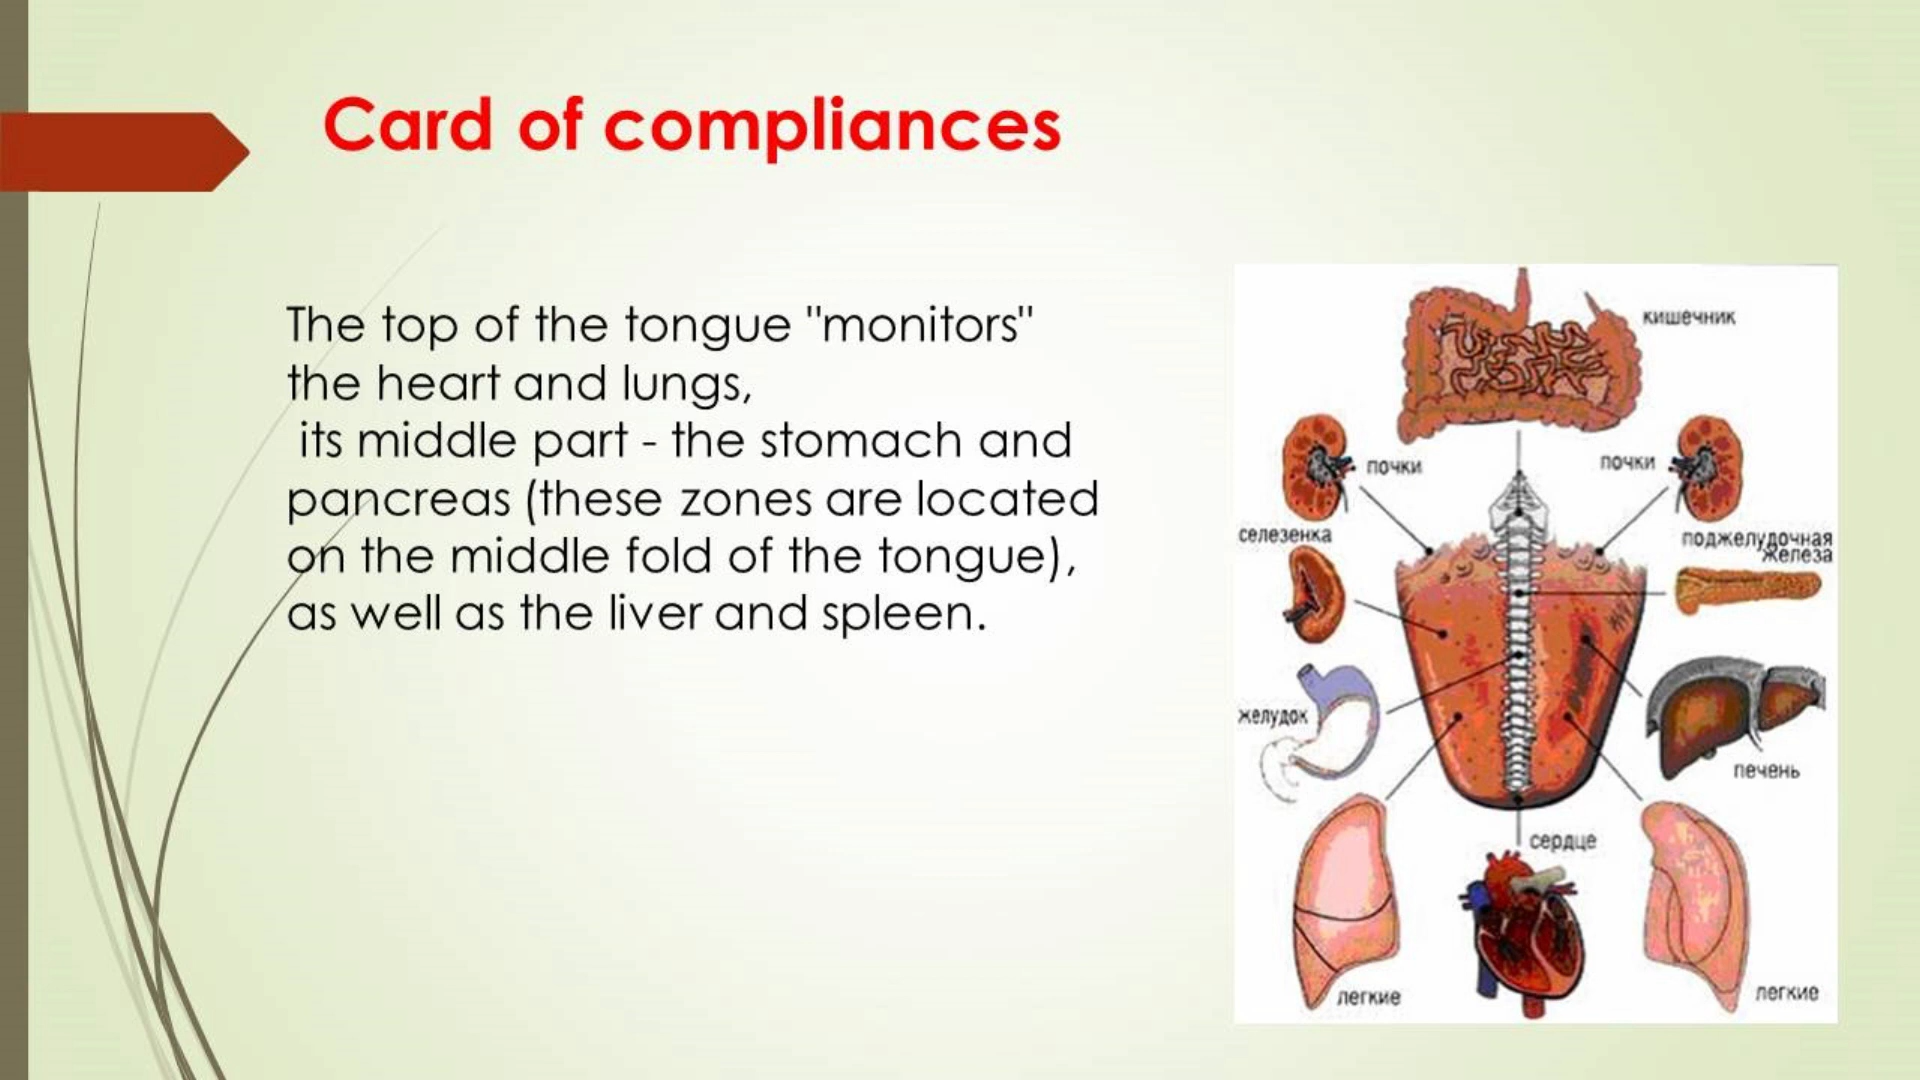 Card of compliances
The top of the tongue "monitors"
the heart and lungs,
its middle part - the stomach and
pancreas (these zones are located
on the middle fold of the tongue),
as well as the liver and spleen.
кишечник
почки
почки
селезенка
поджелудочная
железа
желудок
печень
сердце
легкие
легкие